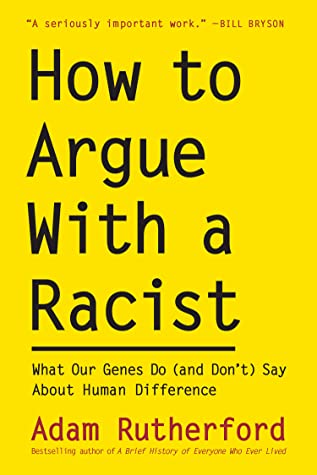 "A seriously important work." —BILL BRYSON
How to
Argue
With a
Racist
What Our Genes Do (and Don't) Say
About Human Difference
Adam Rutherford
Bestselling author of A Brief History of Everyone Who Ever Lived